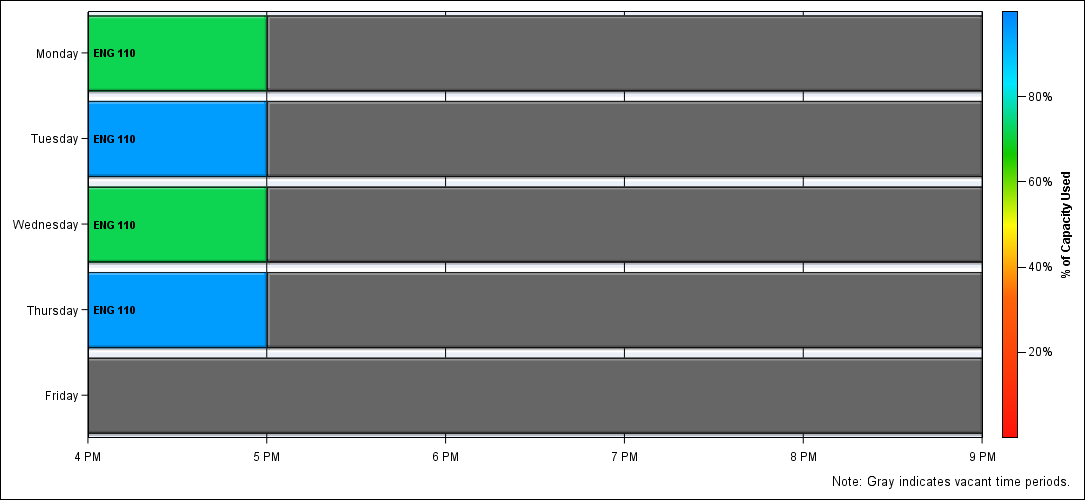 Monday
ENG 110
Tuesday
ENG 110
Wednesday
ENG 110
Thursday
ENG 110
Friday
4 PM 5 PM 6 PM 7 PM 8 PM 9 PM
80%
60%
40%
20%
% of Capacity Used
Note: Gray indicates vacant time periods.